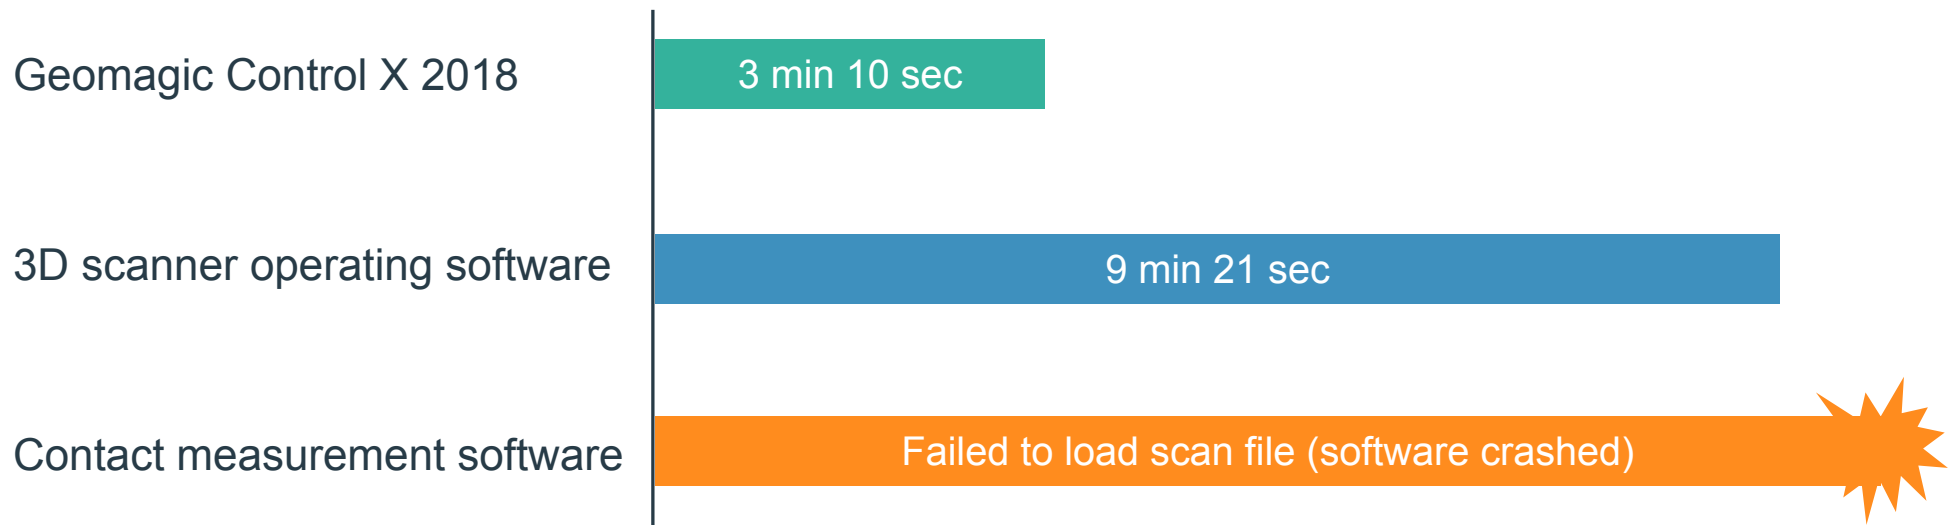 Geomagic Control X 2018
3 min 10 sec
3D scanner operating software
9 min 21 sec
Contact measurement software
Failed to load scan file (software crashed)